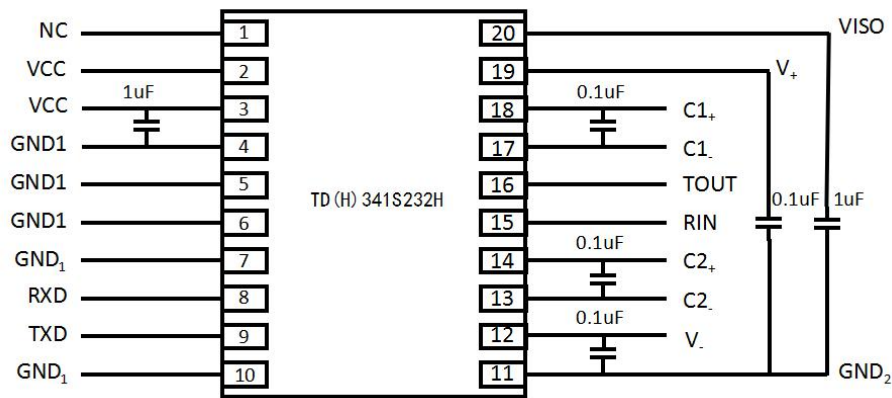 NC 1 20 VISO
VCC 2 19 V+
1uF 0.1uF
VCC 3 18 C1+
GND1 4 17 C1-
GND1 5 16 TOUT
TD(H)341S232H
0.1uF 1uF
GND1 6 15 RIN
0.1uF
GND₁ 7 14 C2+
RXD 8 13 C2-
0.1uF
TXD 9 12 V-
GND₁ 10 11 GND₂